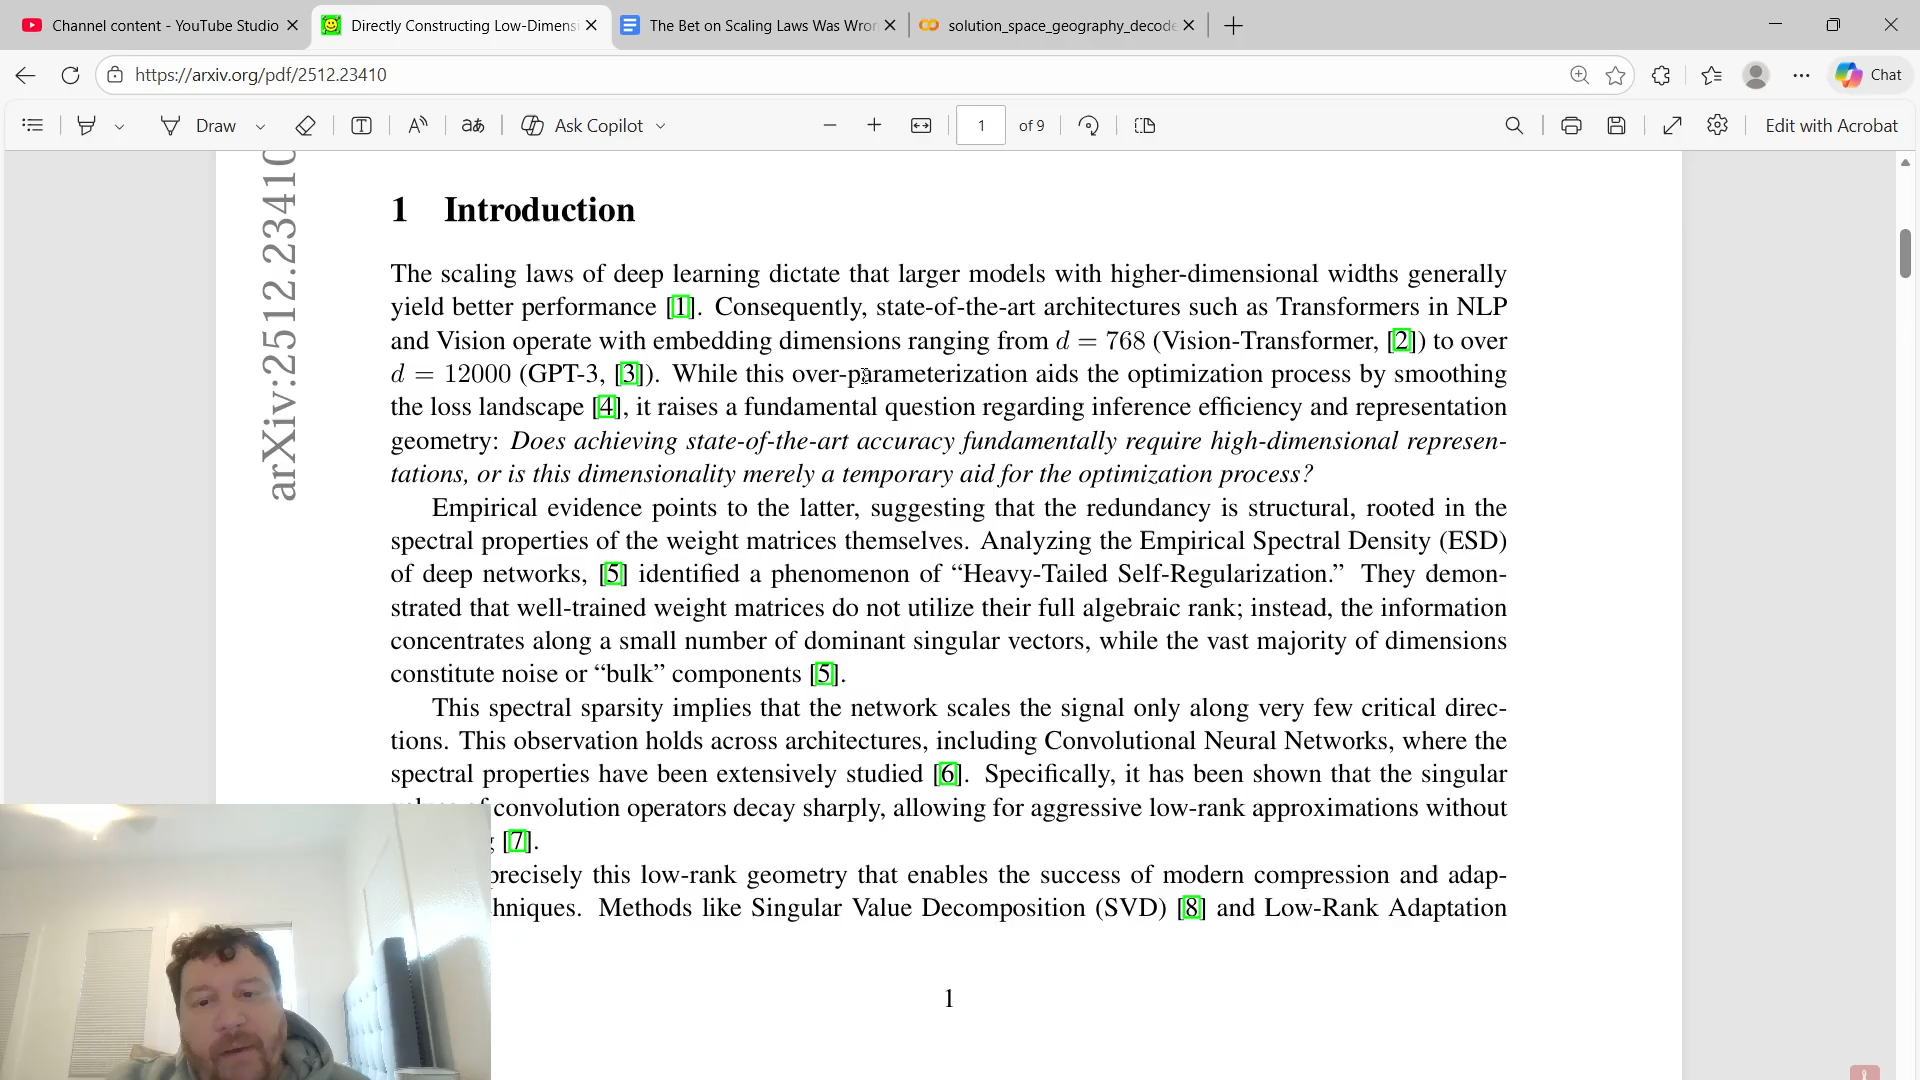 Channel content - YouTube Studio
Directly Constructing Low-Dimens
The Bet on Scaling Laws Was Wron
solution_space_geography_decode
https://arxiv.org/pdf/2512.23410
Chat
Draw
Ask Copilot
1
of 9
Edit with Acrobat
arXiv:2512.23410
1 Introduction
The scaling laws of deep learning dictate that larger models with higher-dimensional widths generally
yield better performance [1]. Consequently, state-of-the-art architectures such as Transformers in NLP
and Vision operate with embedding dimensions ranging from d = 768 (Vision-Transformer, [2]) to over
d = 12000 (GPT-3, [3]). While this over-parameterization aids the optimization process by smoothing
the loss landscape [4], it raises a fundamental question regarding inference efficiency and representation
geometry: Does achieving state-of-the-art accuracy fundamentally require high-dimensional represen-
tations, or is this dimensionality merely a temporary aid for the optimization process?
Empirical evidence points to the latter, suggesting that the redundancy is structural, rooted in the
spectral properties of the weight matrices themselves. Analyzing the Empirical Spectral Density (ESD)
of deep networks, [5] identified a phenomenon of “Heavy-Tailed Self-Regularization.” They demon-
strated that well-trained weight matrices do not utilize their full algebraic rank; instead, the information
concentrates along a small number of dominant singular vectors, while the vast majority of dimensions
constitute noise or “bulk” components [5].
This spectral sparsity implies that the network scales the signal only along very few critical direc-
tions. This observation holds across architectures, including Convolutional Neural Networks, where the
spectral properties have been extensively studied [6]. Specifically, it has been shown that the singular
convolution operators decay sharply, allowing for aggressive low-rank approximations without
[7].
precisely this low-rank geometry that enables the success of modern compression and adap-
hniques. Methods like Singular Value Decomposition (SVD) [8] and Low-Rank Adaptation
1